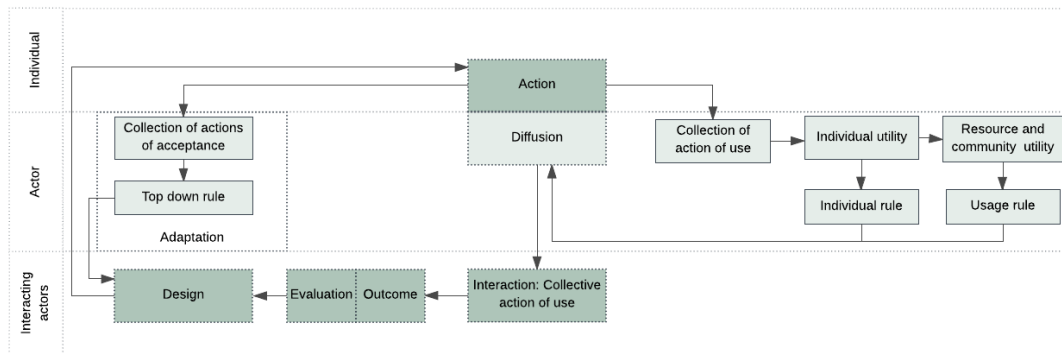 Individual
Action
Actor
Collection of actions
of acceptance
Top down rule
Adaptation
Diffusion
Collection of
action of use
Individual utility
Resource and
community utility
Individual rule
Usage rule
Interacting
actors
Design
Evaluation
Outcome
Interaction: Collective
action of use